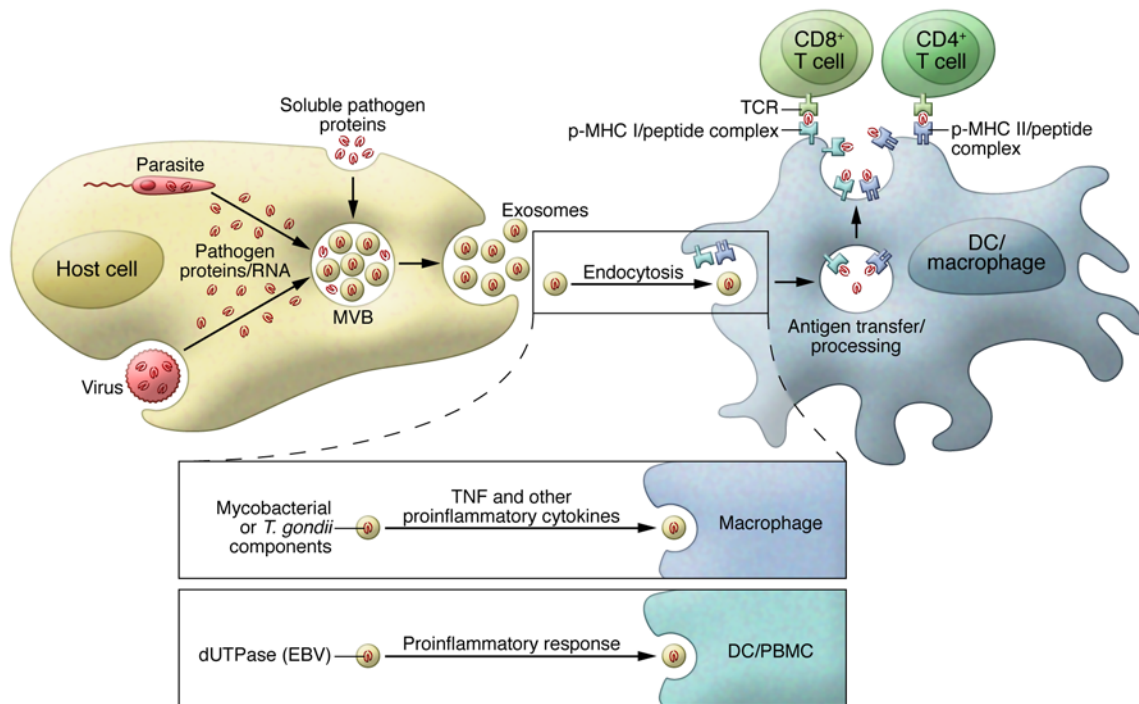 CD8+
T cell
CD4+
T cell
TCR
p-MHC I/peptide complex
p-MHC II/peptide
complex
Soluble pathogen
proteins
Parasite
Exosomes
Pathogen
proteins/RNA
Host cell
MVB
Virus
Endocytosis
DC/
macrophage
Antigen transfer/
processing
Mycobacterial
or T. gondii
components
TNF and other
proinflammatory cytokines
Macrophage
dUTPase (EBV)
Proinflammatory response
DC/PBMC